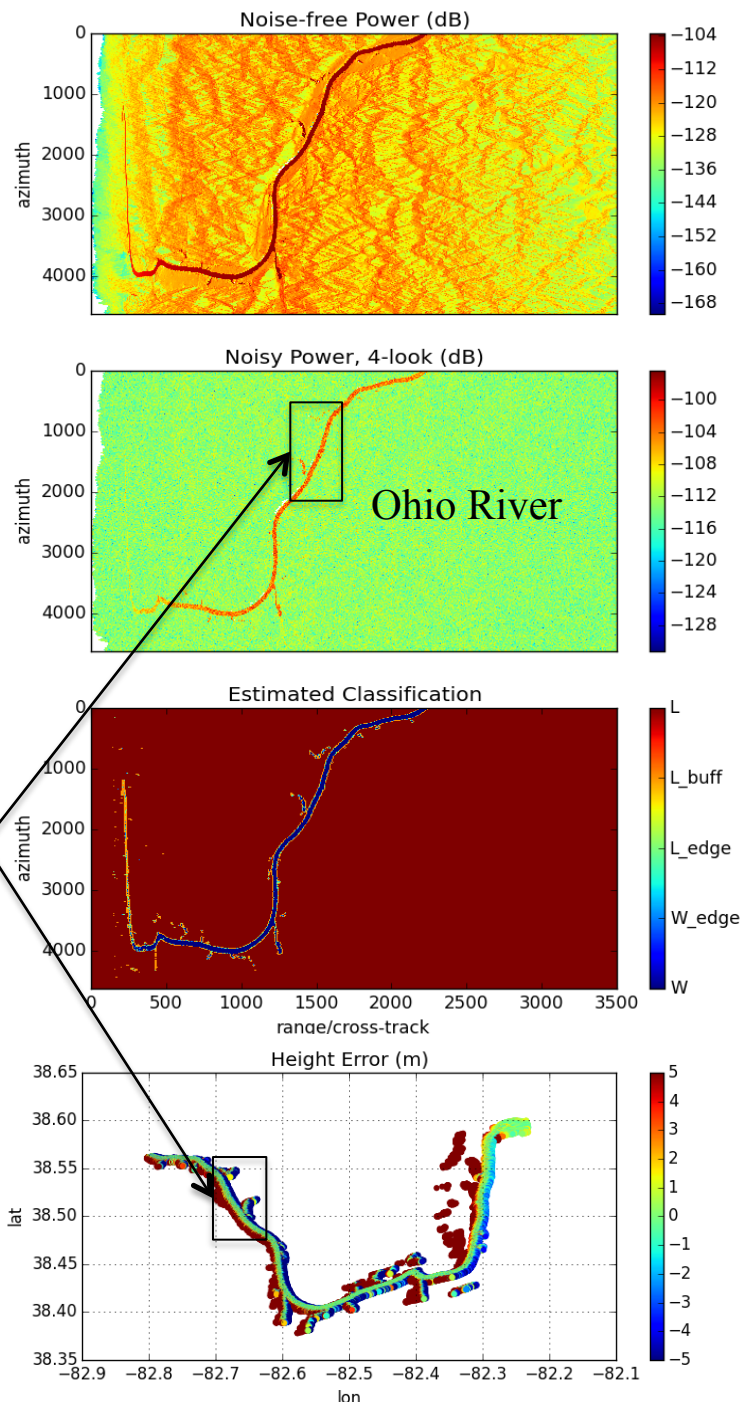 Noise-free Power (dB)
0
1000
2000
3000
4000
azimuth
−104
−112
−120
−128
−136
−144
−152
−160
−168
Noisy Power, 4-look (dB)
0
1000
2000
3000
4000
azimuth
Ohio River
−100
−104
−108
−112
−116
−120
−124
−128
Estimated Classification
0
1000
2000
3000
4000
azimuth
0 500 1000 1500 2000 2500 3000 3500
range/cross-track
L
L_buff
L_edge
W_edge
W
Height Error (m)
38.65
38.60
38.55
38.50
38.45
38.40
38.35
lat
−82.9 −82.8 −82.7 −82.6 −82.5 −82.4 −82.3 −82.2 −82.1
lon
5
4
3
2
1
0
−1
−2
−3
−4
−5